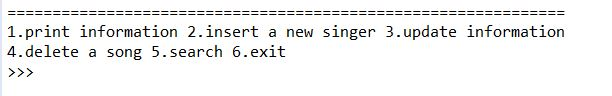 ==============================================================
1.print information 2.insert a new singer 3.update information
4.delete a song 5.search 6.exit
>>>